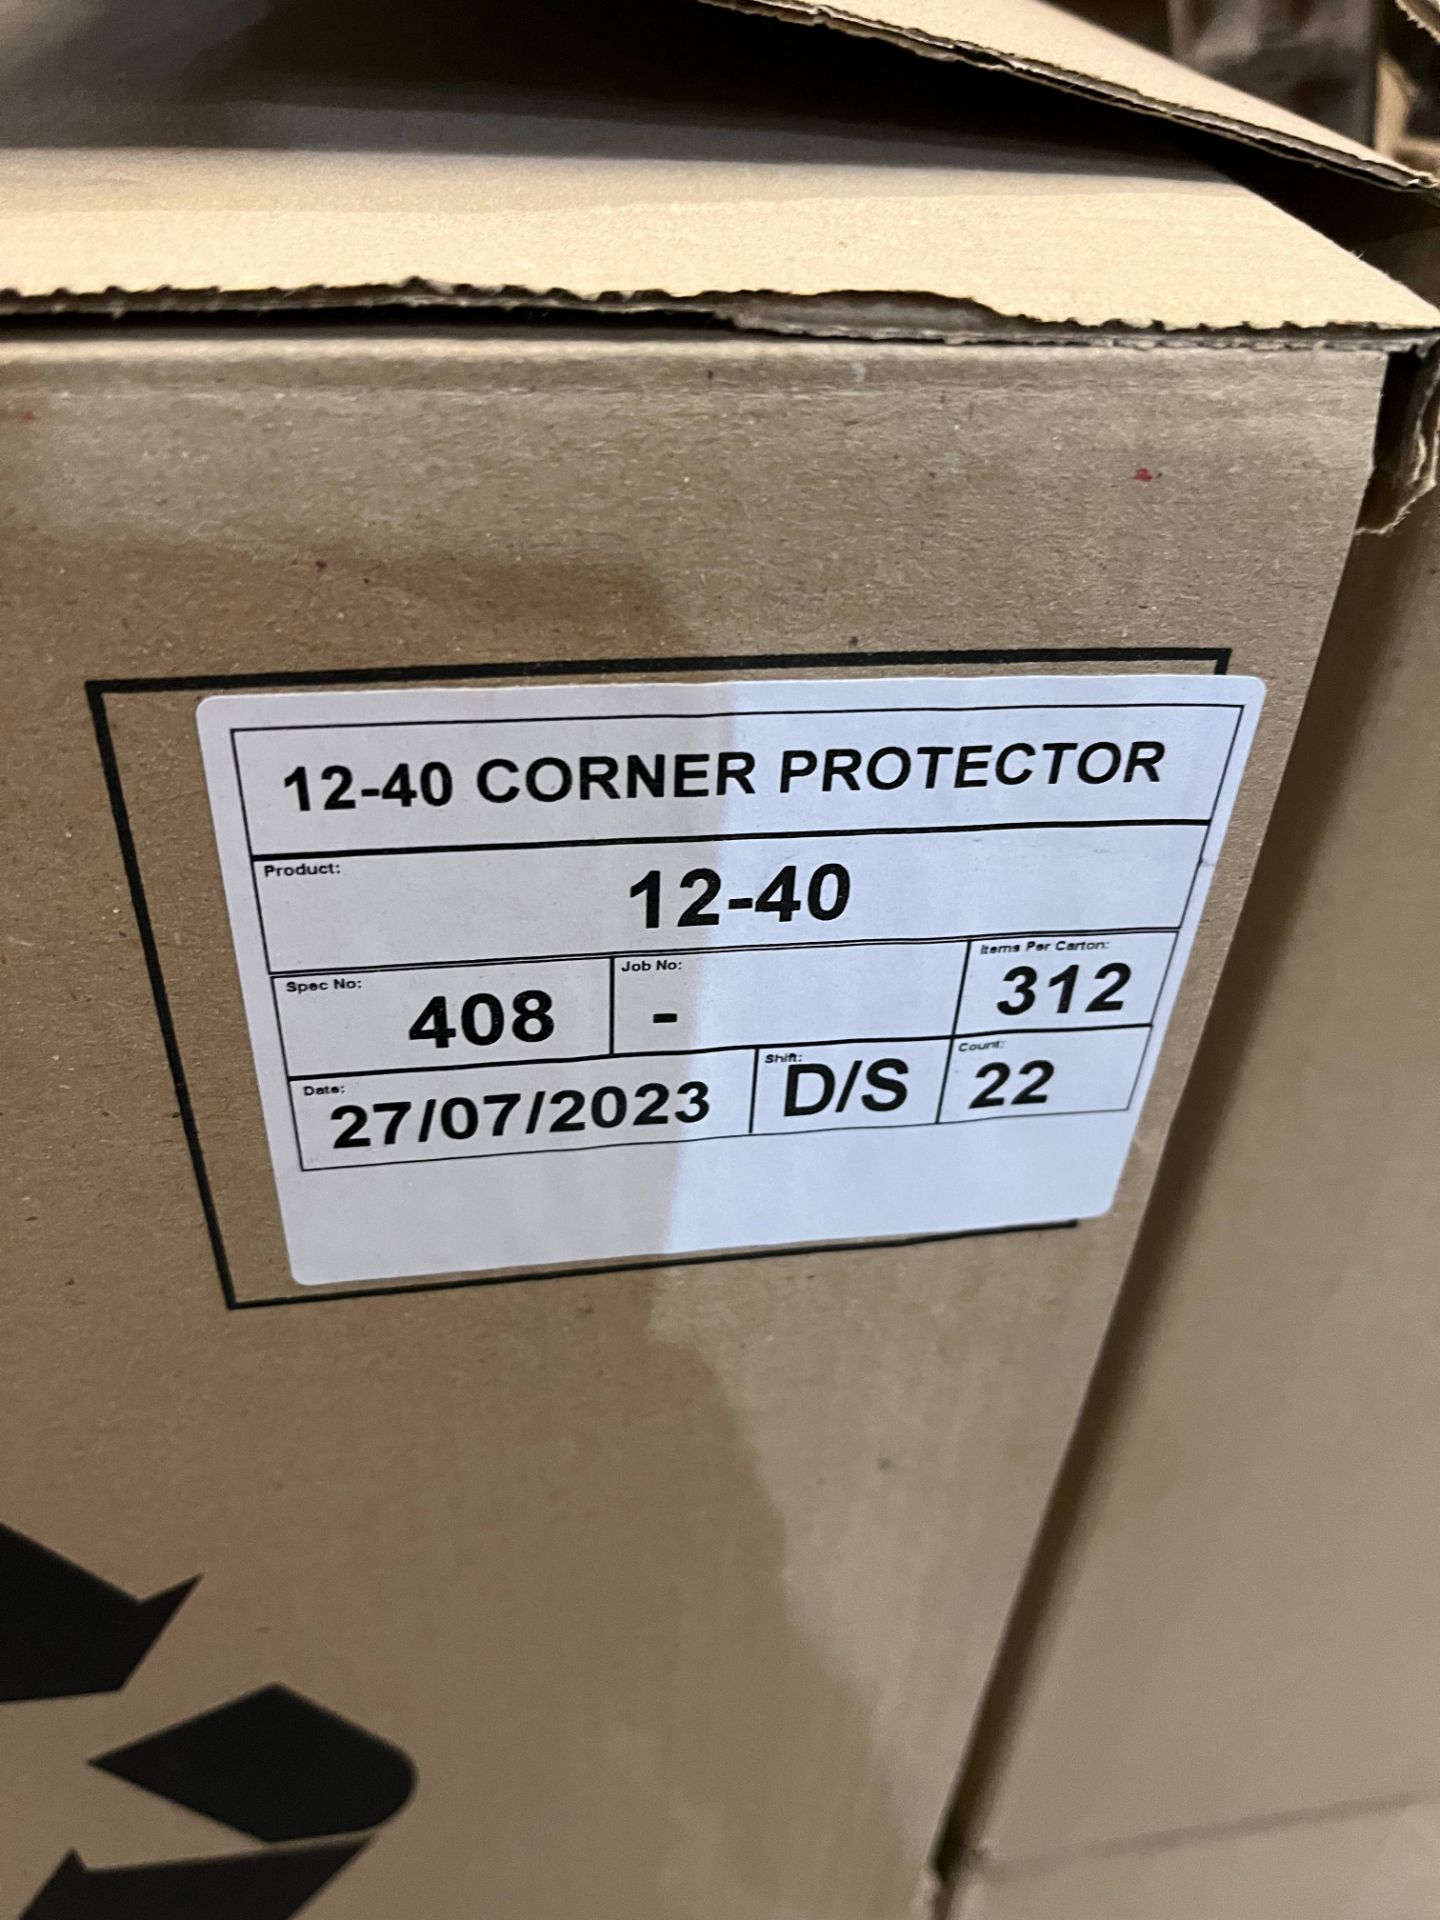 12-40 CORNER PROTECTOR
Product:
12-40
Spec No:
408
Job No:
-
Items Per Carton:
312
Date:
27/07/2023
Shift:
D/S
Count:
22